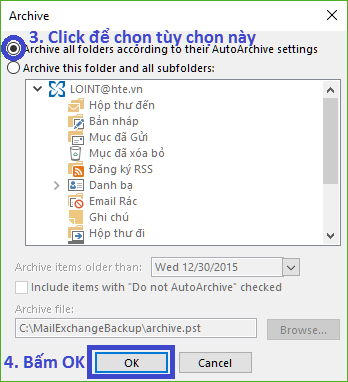 Archive
3. Click để chọn tùy chọn này
Archive all folders according to their AutoArchive settings
Archive this folder and all subfolders:
LOINT@hte.vn
Hộp thư đến
Bản nháp
Mục đã Gửi
Mục đã xóa bỏ
Đăng ký RSS
Danh bạ
Email Rác
Ghi chú
Hộp thư đi
Archive items older than: Wed 12/30/2015
Include items with "Do not AutoArchive" checked
Archive file:
C:\MailExchangeBackup\archive.pst Browse...
4. Bấm OK OK Cancel